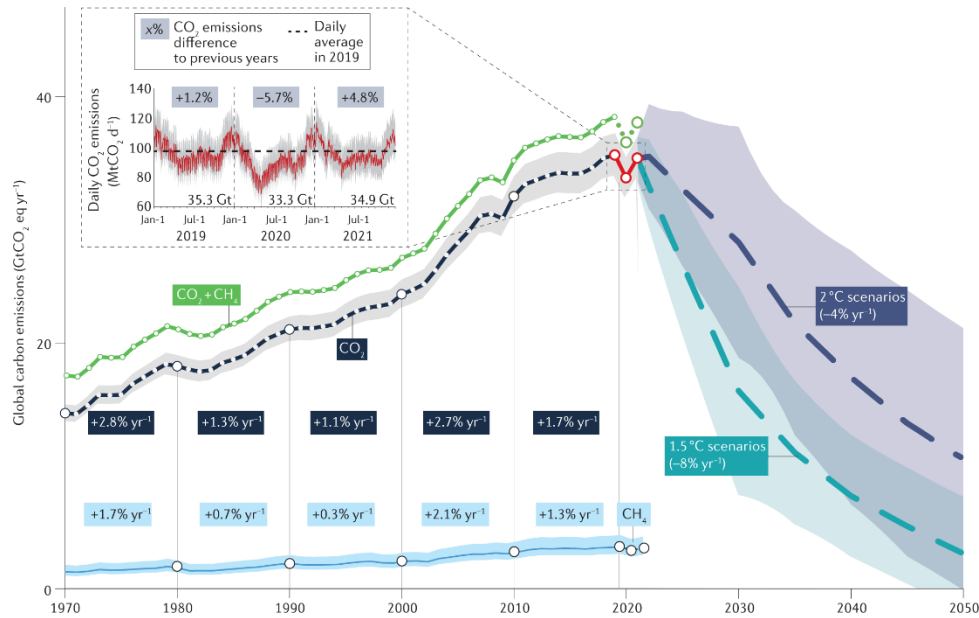 x%
CO₂ emissions
difference
to previous years
Daily
average
in 2019
Daily CO₂ emissions
(MtCO₂ d⁻¹)
140
120
100
80
60
+1.2%
–5.7%
+4.8%
35.3 Gt
33.3 Gt
34.9 Gt
Jan-1
Jul-1
Jan-1
Jul-1
Jan-1
Jul-1
2019
2020
2021
Global carbon emissions (GtCO₂ eq yr⁻¹)
40
20
0
CO₂ + CH₄
CO₂
2 °C scenarios
(–4% yr⁻¹)
1.5 °C scenarios
(–8% yr⁻¹)
+2.8% yr⁻¹
+1.3% yr⁻¹
+1.1% yr⁻¹
+2.7% yr⁻¹
+1.7% yr⁻¹
+1.7% yr⁻¹
+0.7% yr⁻¹
+0.3% yr⁻¹
+2.1% yr⁻¹
+1.3% yr⁻¹
CH₄
1970
1980
1990
2000
2010
2020
2030
2040
2050